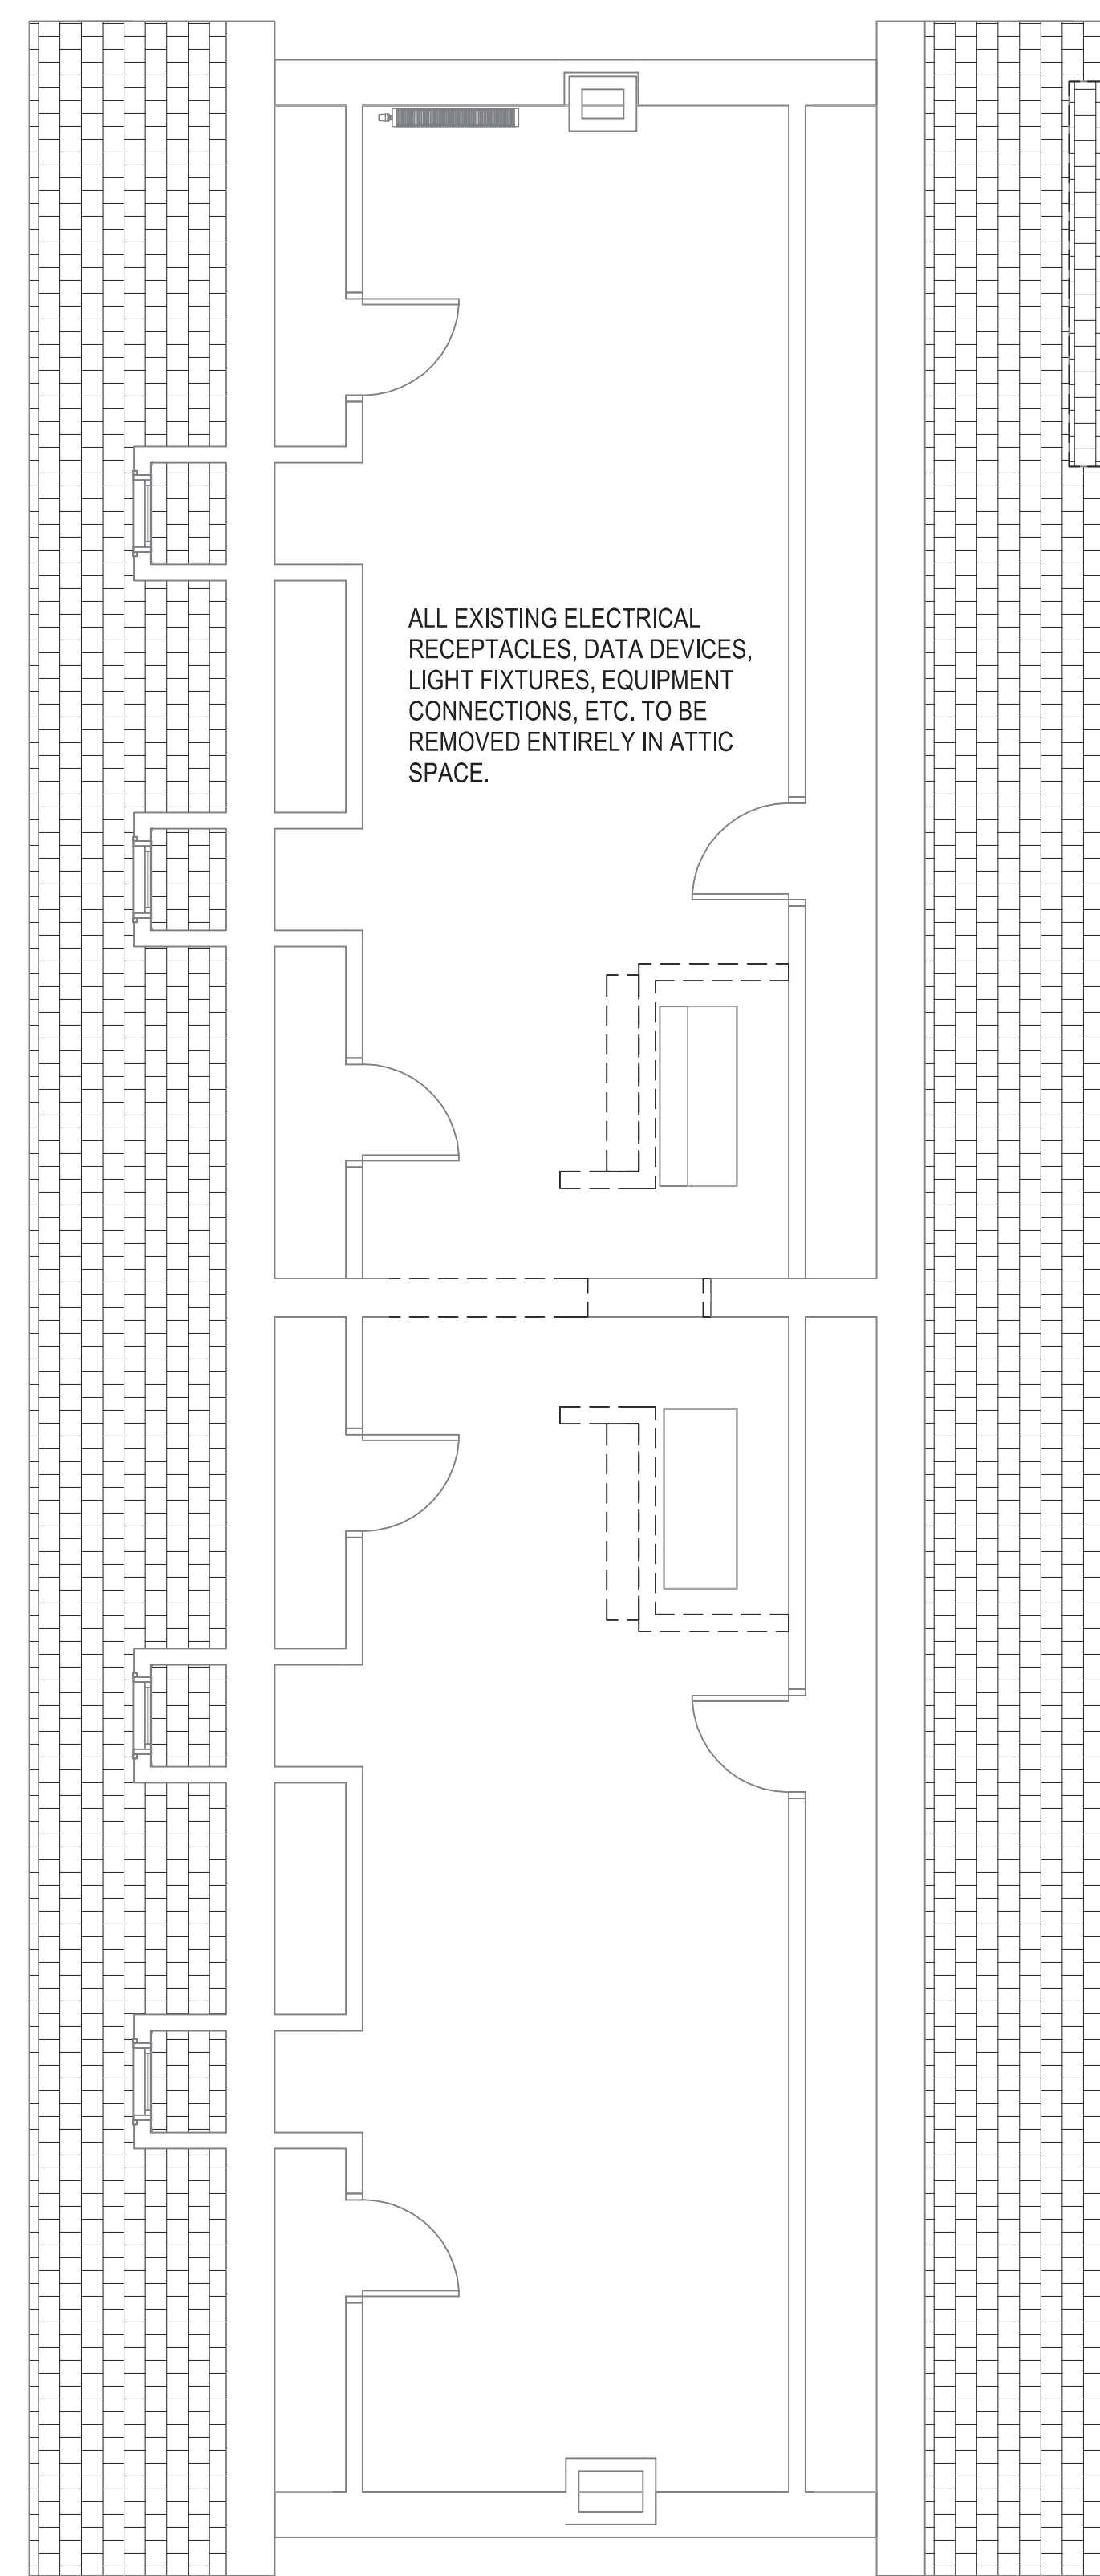 ALL EXISTING ELECTRICAL
RECEPTACLES, DATA DEVICES,
LIGHT FIXTURES, EQUIPMENT
CONNECTIONS, ETC. TO BE
REMOVED ENTIRELY IN ATTIC
SPACE.